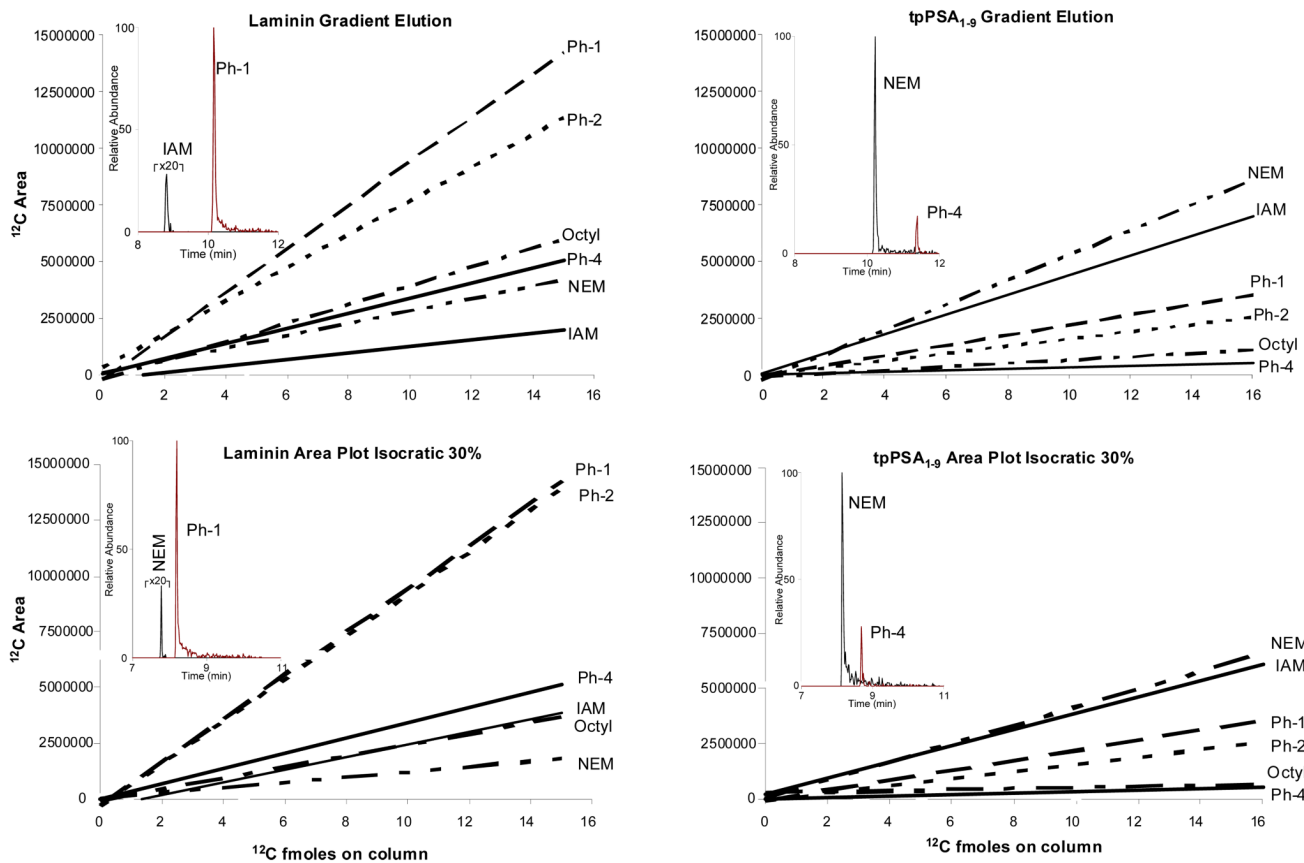 Laminin Gradient Elution
15000000
12500000
10000000
7500000
5000000
2500000
0
¹²C Area
100
50
0
Relative Abundance
IAM
x20
Ph-1
8 10 12
Time (min)
Ph-1
Ph-2
Octyl
Ph-4
NEM
IAM
0 2 4 6 8 10 12 14 16
tpPSA₁₋₉ Gradient Elution
15000000
12500000
10000000
7500000
5000000
2500000
0
100
50
0
Relative Abundance
NEM
Ph-4
8 10 12
Time (min)
NEM
IAM
Ph-1
Ph-2
Octyl
Ph-4
0 2 4 6 8 10 12 14 16
Laminin Area Plot Isocratic 30%
15000000
12500000
10000000
7500000
5000000
2500000
0
¹²C Area
100
50
0
Relative Abundance
NEM
x20
Ph-1
7 9 11
Time (min)
Ph-1
Ph-2
Ph-4
IAM
Octyl
NEM
0 2 4 6 8 10 12 14 16
¹²C fmoles on column
tpPSA₁₋₉ Area Plot Isocratic 30%
15000000
12500000
10000000
7500000
5000000
2500000
0
100
50
0
Relative Abundance
NEM
Ph-4
7 9 11
Time (min)
NEM
IAM
Ph-1
Ph-2
Octyl
Ph-4
0 2 4 6 8 10 12 14 16
¹²C fmoles on column